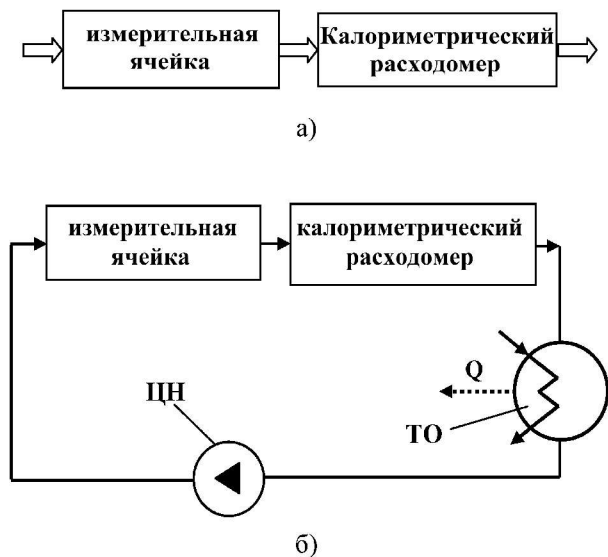 измерительная
ячейка
Калориметрический
расходомер
а)
измерительная
ячейка
калориметрический
расходомер
Q
ЦН
ТО
б)